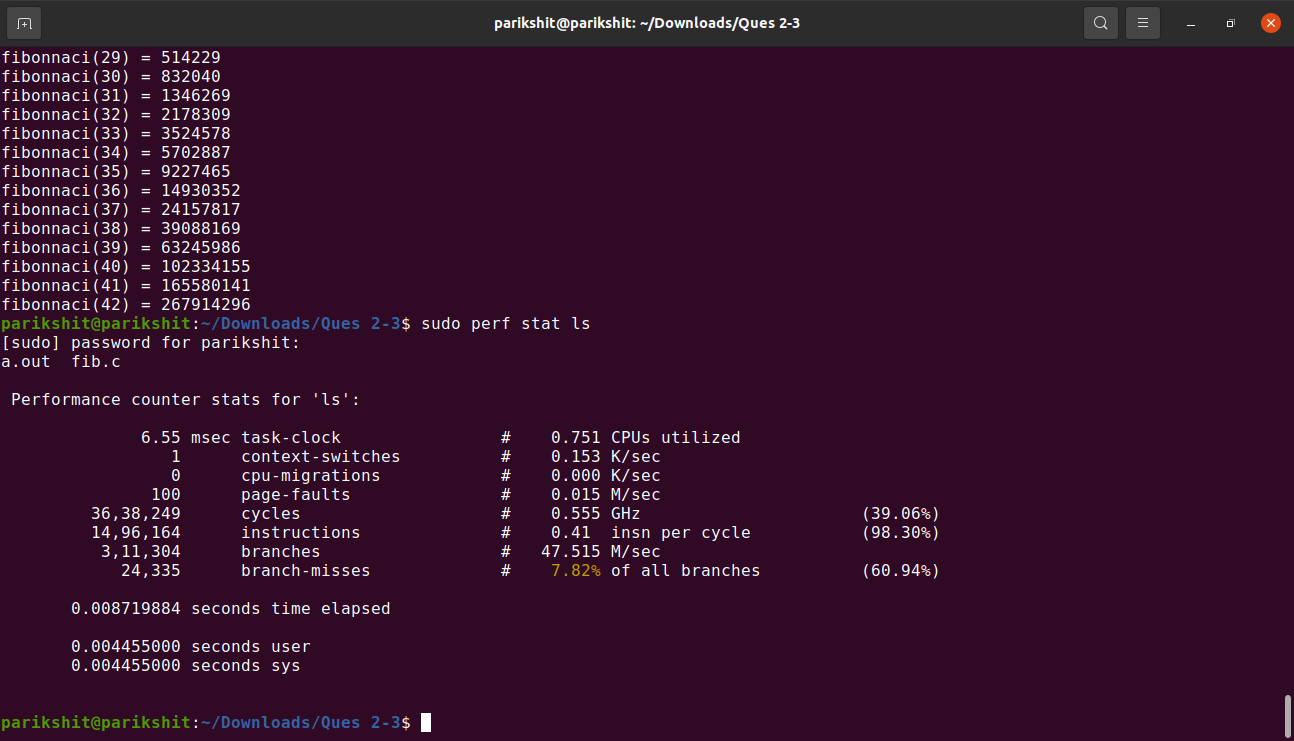 parikshit@parikshit: ~/Downloads/Ques 2-3
fibonnaci(29) = 514229
fibonnaci(30) = 832040
fibonnaci(31) = 1346269
fibonnaci(32) = 2178309
fibonnaci(33) = 3524578
fibonnaci(34) = 5702887
fibonnaci(35) = 9227465
fibonnaci(36) = 14930352
fibonnaci(37) = 24157817
fibonnaci(38) = 39088169
fibonnaci(39) = 63245986
fibonnaci(40) = 102334155
fibonnaci(41) = 165580141
fibonnaci(42) = 267914296
parikshit@parikshit:~/Downloads/Ques 2-3$ sudo perf stat ls
[sudo] password for parikshit:
a.out  fib.c
Performance counter stats for 'ls':
6.55 msec task-clock # 0.751 CPUs utilized
1 context-switches # 0.153 K/sec
0 cpu-migrations # 0.000 K/sec
100 page-faults # 0.015 M/sec
36,38,249 cycles # 0.555 GHz (39.06%)
14,96,164 instructions # 0.41 insn per cycle (98.30%)
3,11,304 branches # 47.515 M/sec
24,335 branch-misses # 7.82% of all branches (60.94%)
0.008719884 seconds time elapsed
0.004455000 seconds user
0.004455000 seconds sys
parikshit@parikshit:~/Downloads/Ques 2-3$